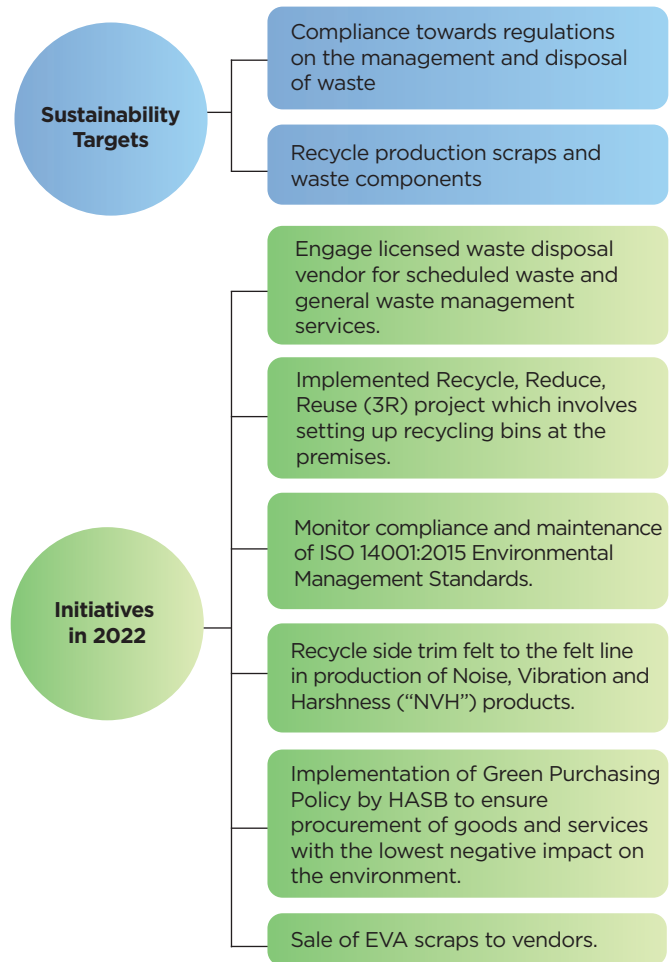 Sustainability
Targets
Compliance towards regulations
on the management and disposal
of waste
Recycle production scraps and
waste components
Initiatives
in 2022
Engage licensed waste disposal
vendor for scheduled waste and
general waste management
services.
Implemented Recycle, Reduce,
Reuse (3R) project which involves
setting up recycling bins at the
premises.
Monitor compliance and maintenance
of ISO 14001:2015 Environmental
Management Standards.
Recycle side trim felt to the felt line
in production of Noise, Vibration and
Harshness (“NVH”) products.
Implementation of Green Purchasing
Policy by HASB to ensure
procurement of goods and services
with the lowest negative impact on
the environment.
Sale of EVA scraps to vendors.